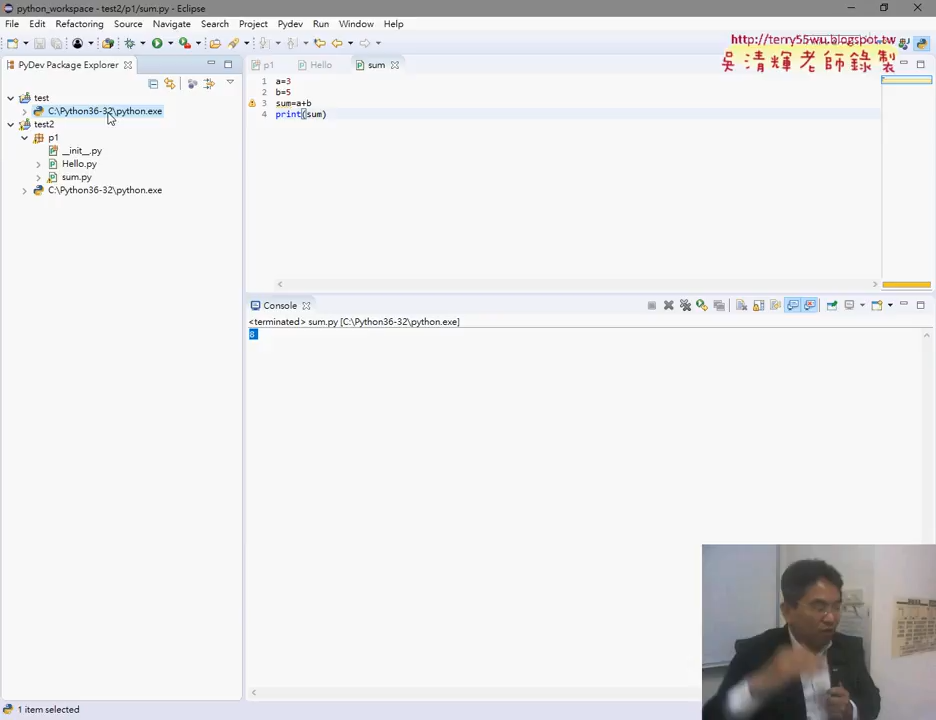 python_workspace - test2/p1/sum.py - Eclipse
File Edit Refactoring Source Navigate Search Project Pydev Run Window Help
http://terry55wu.blogspot.tw
吳清輝老師錄製
PyDev Package Explorer
p1 Hello sum
test
C:\Python36-32\python.exe
test2
p1
__init__.py
Hello.py
sum.py
C:\Python36-32\python.exe
1 a=3
2 b=5
3 sum=a+b
4 print(sum)
Console
<terminated> sum.py [C:\Python36-32\python.exe]
8
1 item selected